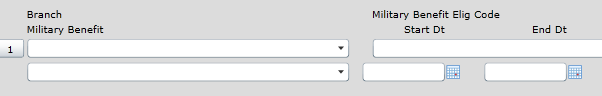 Branch Military Benefit Elig Code
Military Benefit Start Dt End Dt
1